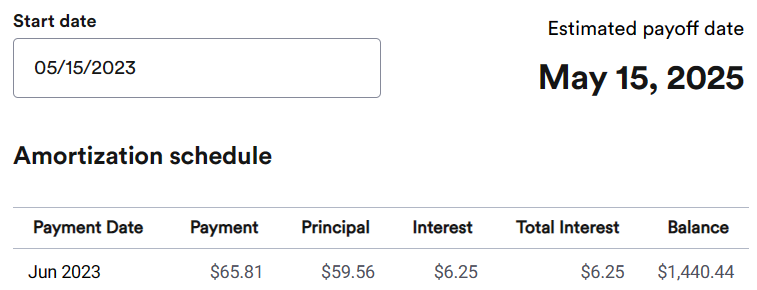 Start date
05/15/2023
Estimated payoff date
May 15, 2025
Amortization schedule
Payment Date Payment Principal Interest Total Interest Balance
Jun 2023 $65.81 $59.56 $6.25 $6.25 $1,440.44